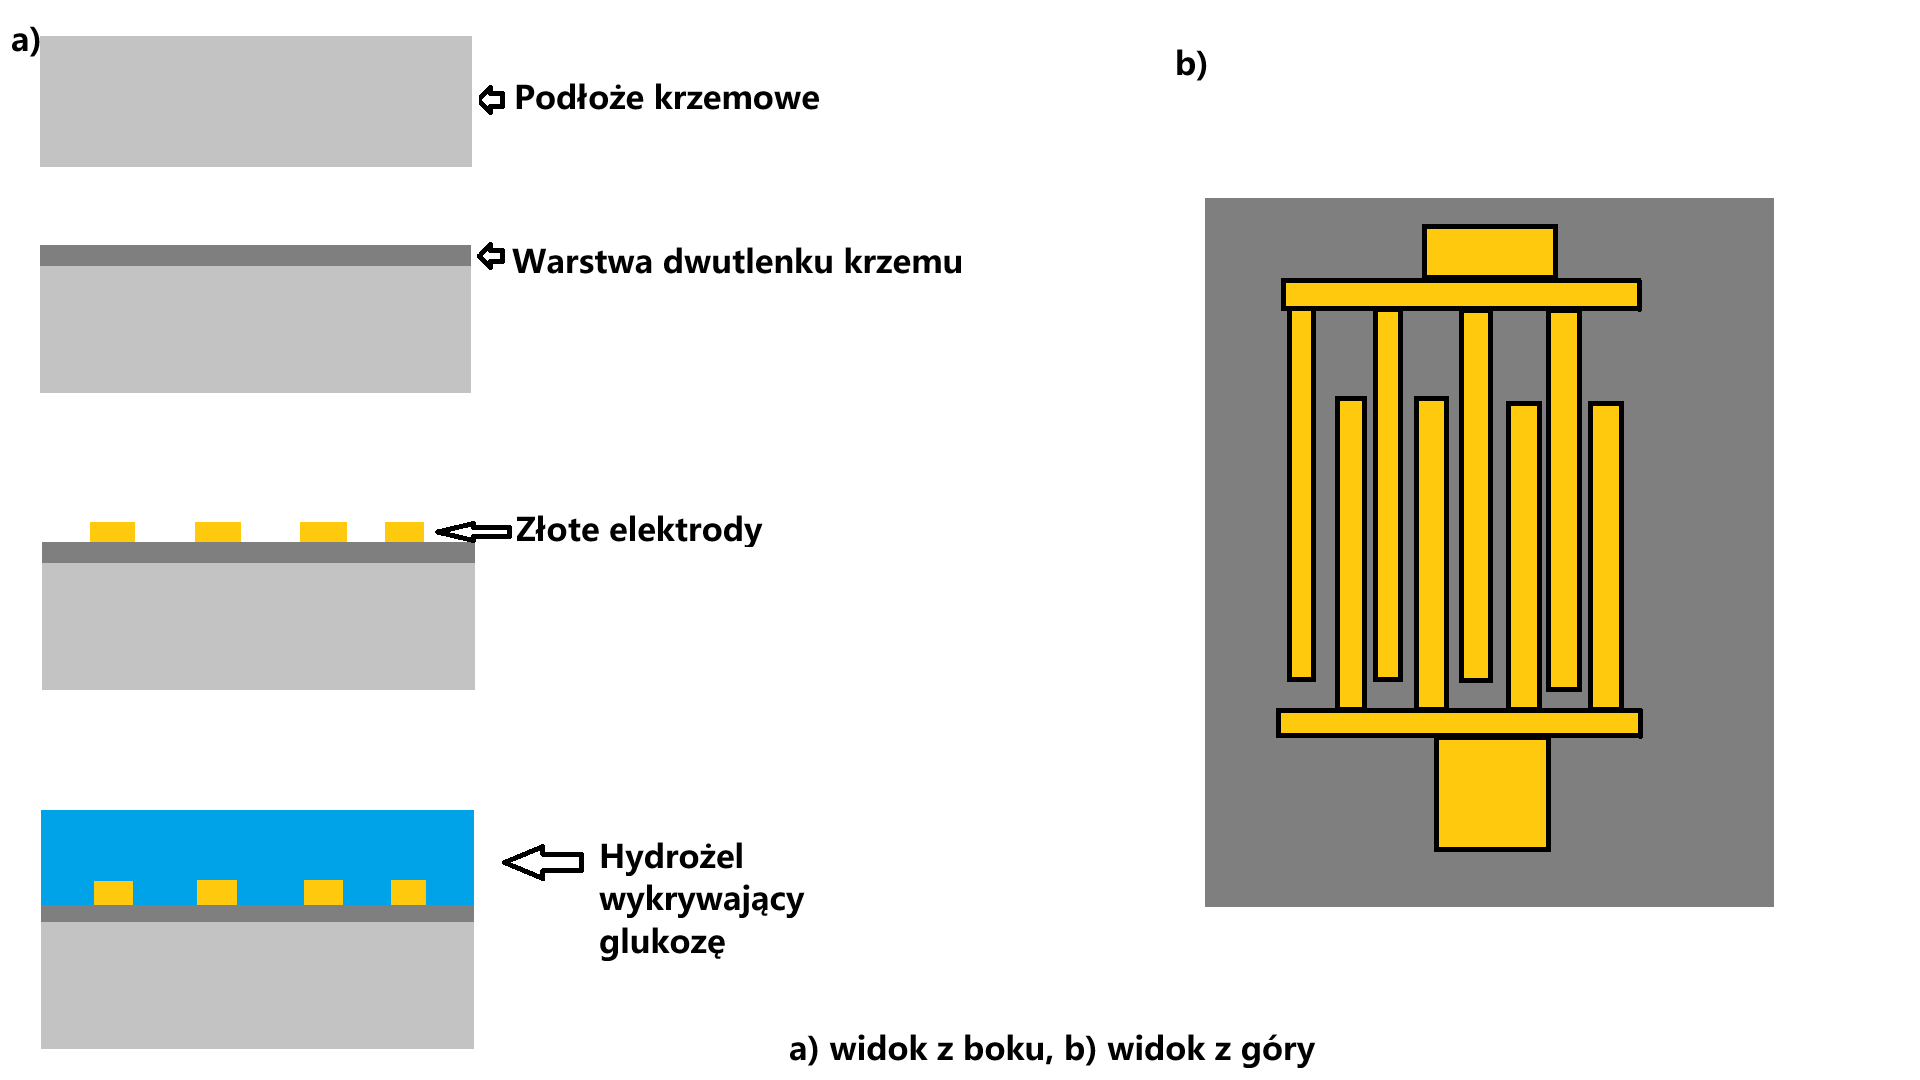 a)
Podłoże krzemowe
b)
Warstwa dwutlenku krzemu
Złote elektrody
Hydrożel
wykrywający
glukozę
a) widok z boku, b) widok z góry